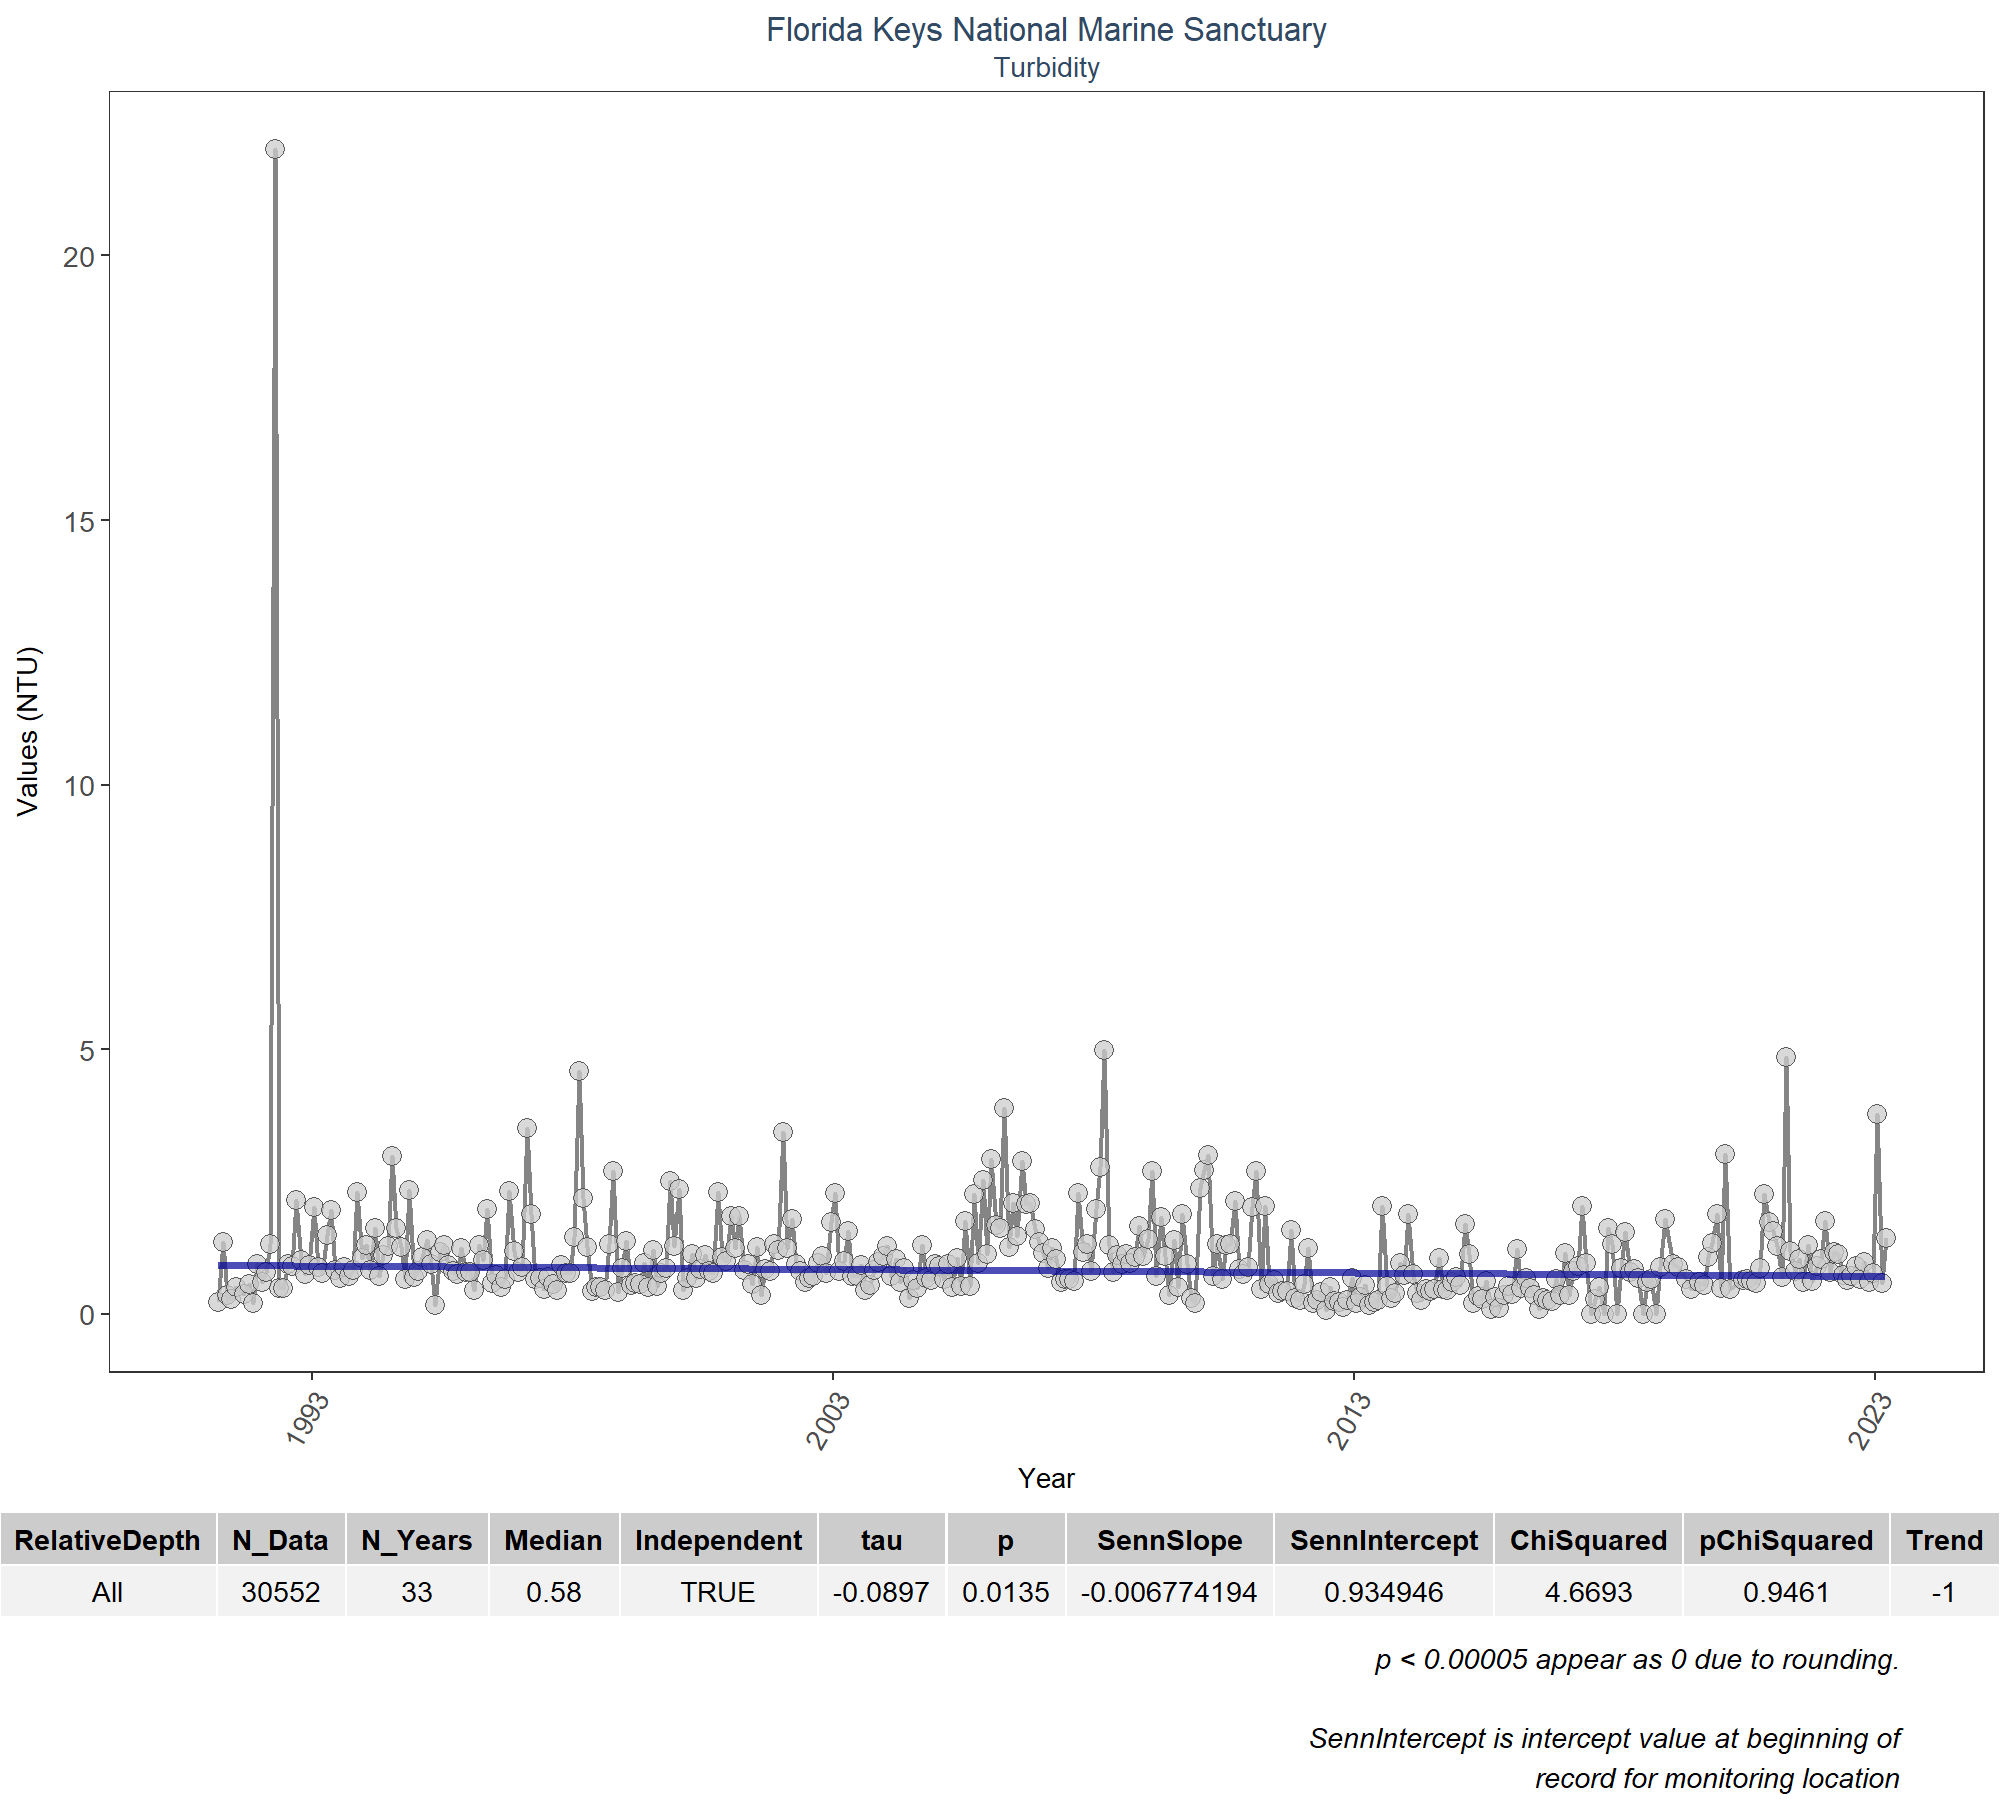 Florida Keys National Marine Sanctuary
Turbidity
Values (NTU)
20
15
10
5
0
1993
2003
2013
2023
Year
RelativeDepth N_Data N_Years Median Independent tau p SennSlope SennIntercept ChiSquared pChiSquared Trend
All 30552 33 0.58 TRUE -0.0897 0.0135 -0.006774194 0.934946 4.6693 0.9461 -1
p < 0.00005 appear as 0 due to rounding.
SennIntercept is intercept value at beginning of
record for monitoring location